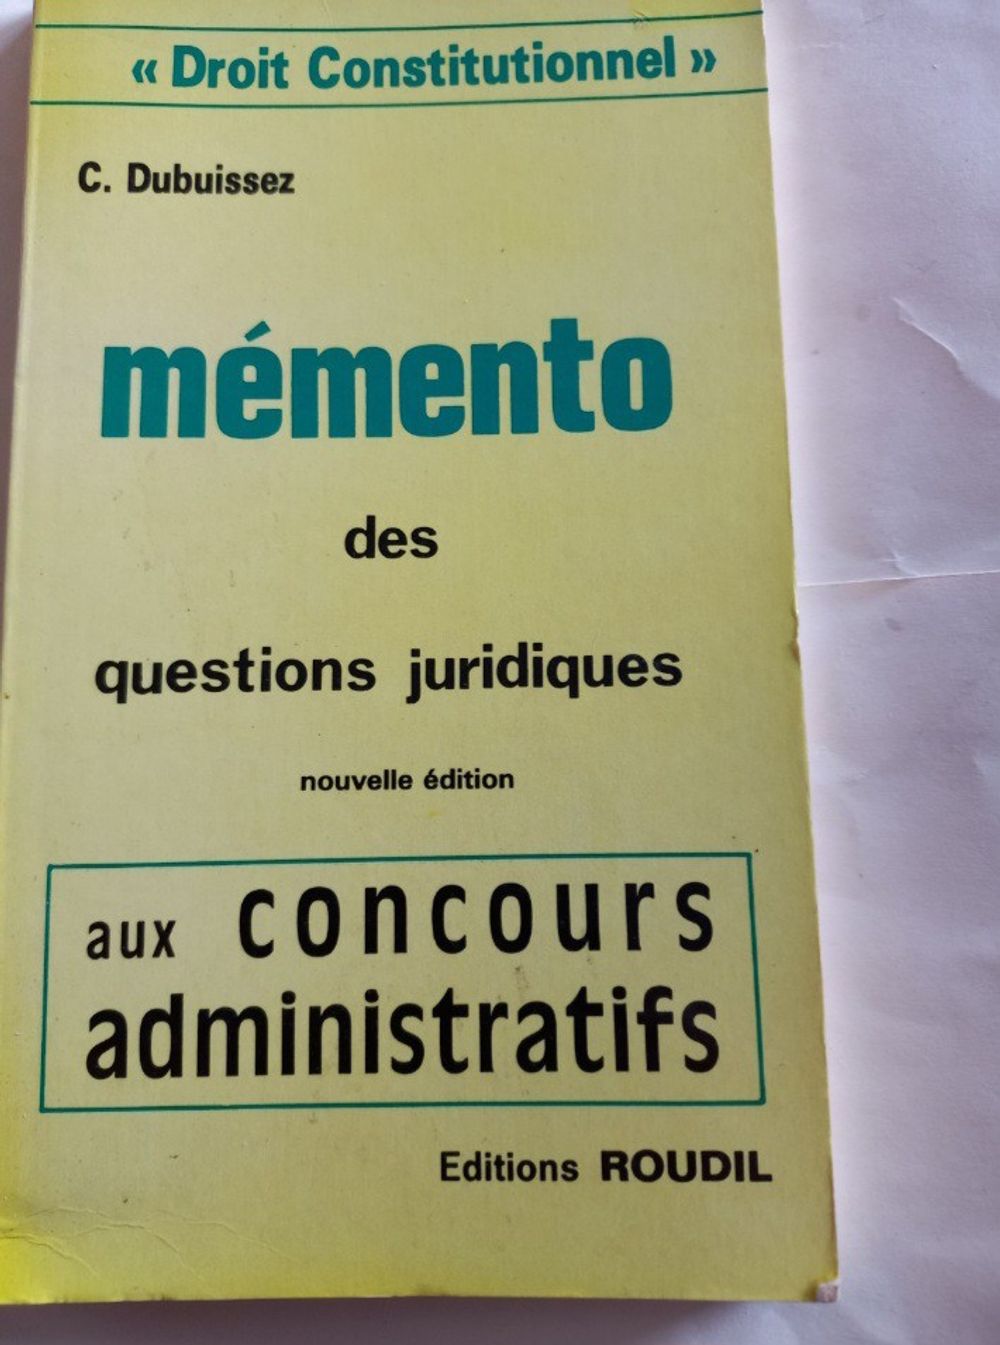 « Droit Constitutionnel »
C. Dubuissez
mémento
des
questions juridiques
nouvelle édition
aux concours
administratifs
Editions ROUDIL